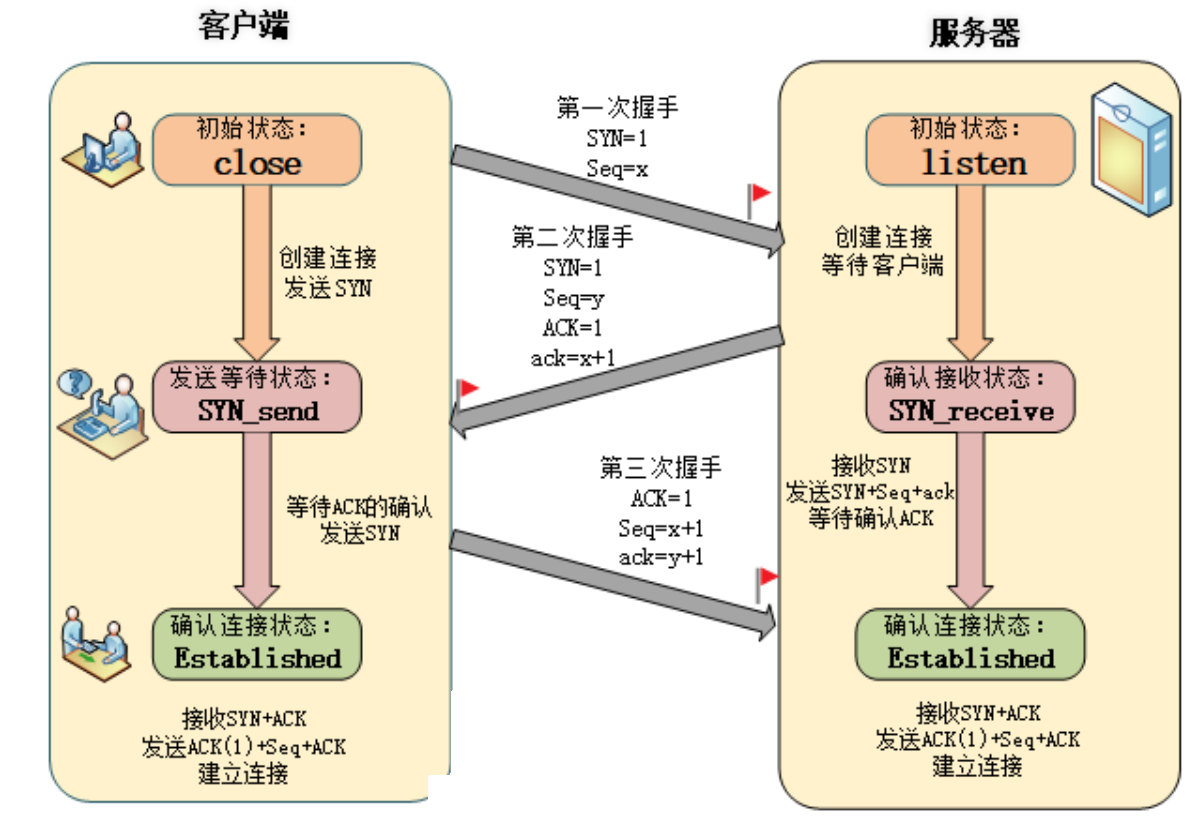 客户端
初始状态：
close
创建连接
发送SYN
发送等待状态：
SYN_send
等待ACK的确认
发送SYN
确认连接状态：
Established
接收SYN+ACK
发送ACK(1)+Seq+ACK
建立连接
第一次握手
SYN=1
Seq=x
第二次握手
SYN=1
Seq=y
ACK=1
ack=x+1
第三次握手
ACK=1
Seq=x+1
ack=y+1
服务器
初始状态：
listen
创建连接
等待客户端
确认接收状态：
SYN_receive
接收SYN
发送SYN+Seq+ack
等待确认ACK
确认连接状态：
Established
接收SYN+ACK
发送ACK(1)+Seq+ACK
建立连接